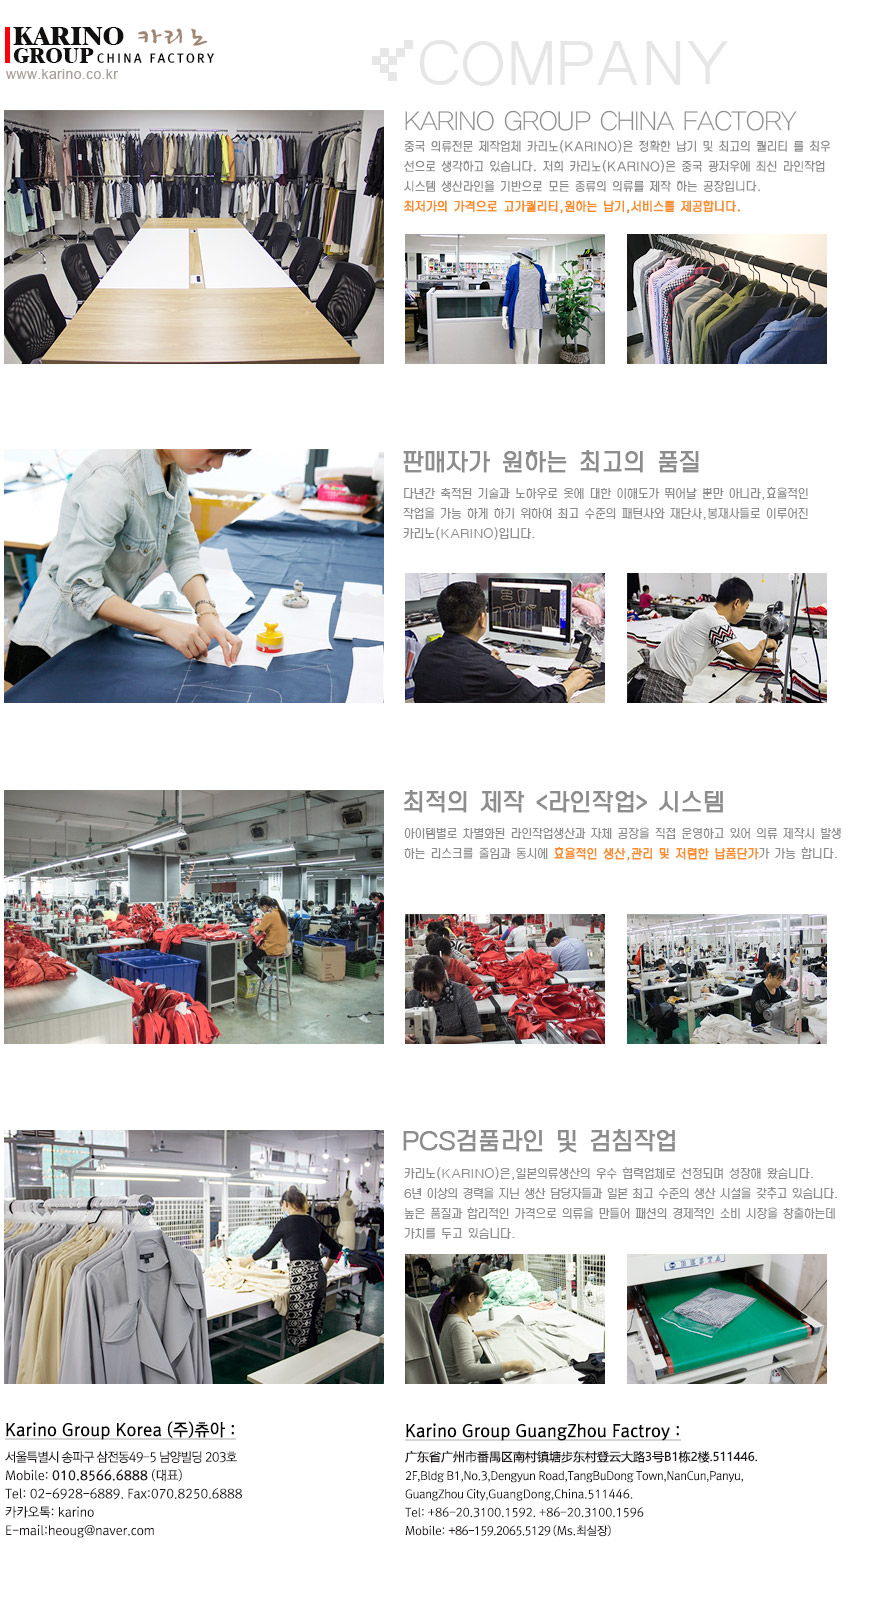 KARINO 카리노
GROUP CHINA FACTORY
www.karino.co.kr
COMPANY
KARINO GROUP CHINA FACTORY
중국 의류전문 제작업체 카리노(KARINO)은 정확한 납기 및 최고의 퀄리티 를 최우
선으로 생각하고 있습니다. 저희 카리노(KARINO)은 중국 광저우에 최신 라인작업
시스템 생산라인을 기반으로 모든 종류의 의류를 제작 하는 공장입니다.
최저가의 가격으로 고가퀄리티,원하는 납기,서비스를 제공합니다.
판매자가 원하는 최고의 품질
다년간 축적된 기술과 노하우로 옷에 대한 이해도가 뛰어날 뿐만 아니라,효율적인
작업을 가능 하게 하기 위하여 최고 수준의 패턴사와 재단사,봉재사들로 이루어진
카리노(KARINO)입니다.
최적의 제작 <라인작업> 시스템
아이템별로 차별화된 라인작업생산과 자체 공장을 직접 운영하고 있어 의류 제작시 발생
하는 리스크를 줄임과 동시에 효율적인 생산,관리 및 저렴한 납품단가가 가능 합니다.
PCS검품라인 및 검침작업
카리노(KARINO)은,일본의류생산의 우수 협력업체로 선정되며 성장해 왔습니다.
6년 이상의 경력을 지닌 생산 담당자들과 일본 최고 수준의 생산 시설을 갖추고 있습니다.
높은 품질과 합리적인 가격으로 의류을 만들어 패션의 경제적인 소비 시장을 창출하는데
가치를 두고 있습니다.
Karino Group Korea (주)츄아 :
서울특별시 송파구 삼전동49-5 남양빌딩 203호
Mobile: 010.8566.6888 (대표)
Tel: 02-6928-6889. Fax:070.8250.6888
카카오톡: karino
E-mail:heoug@naver.com
Karino Group GuangZhou Factroy :
广东省广州市番禺区南村镇塘步东村登云大路3号B1栋2楼.511446.
2F,Bldg B1,No.3,Dengyun Road,TangBuDong Town,NanCun,Panyu,
GuangZhou City,GuangDong,China.511446.
Tel: +86-20.3100.1592. +86-20.3100.1596
Mobile: +86-159.2065.5129 (Ms.최실장)